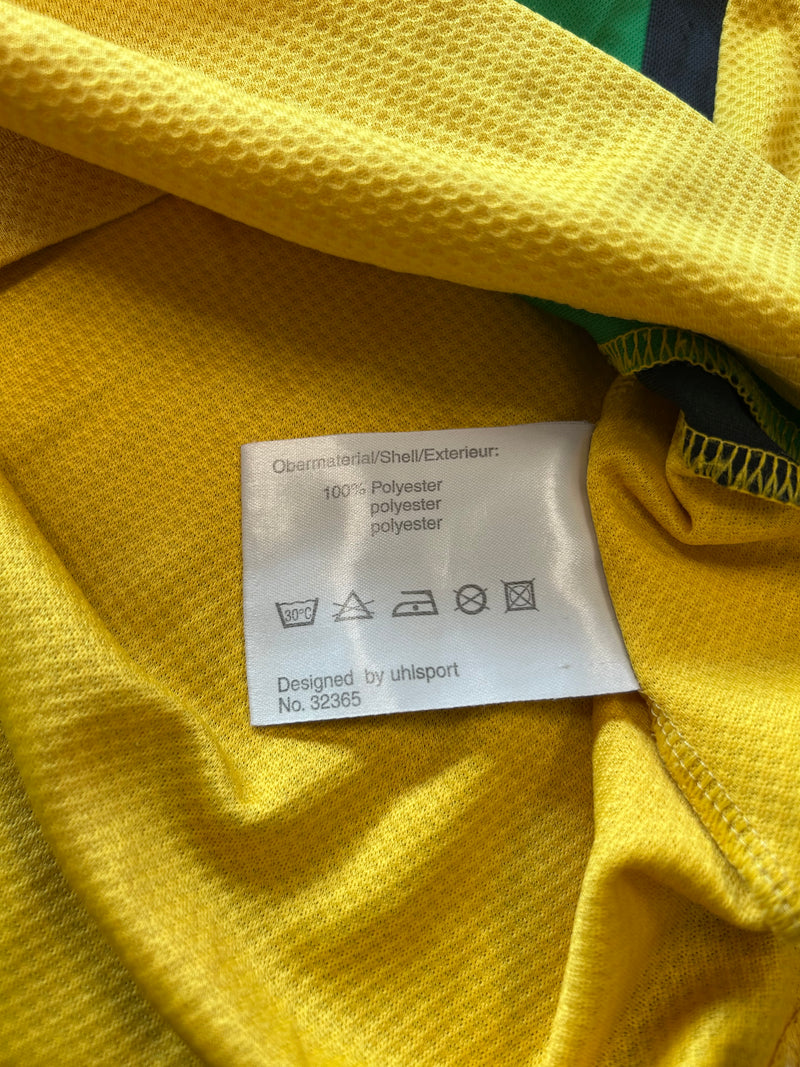 Obermaterial/Shell/Exterieur:
100% Polyester
polyester
polyester
30°C
Designed by uhlsport
No. 32365